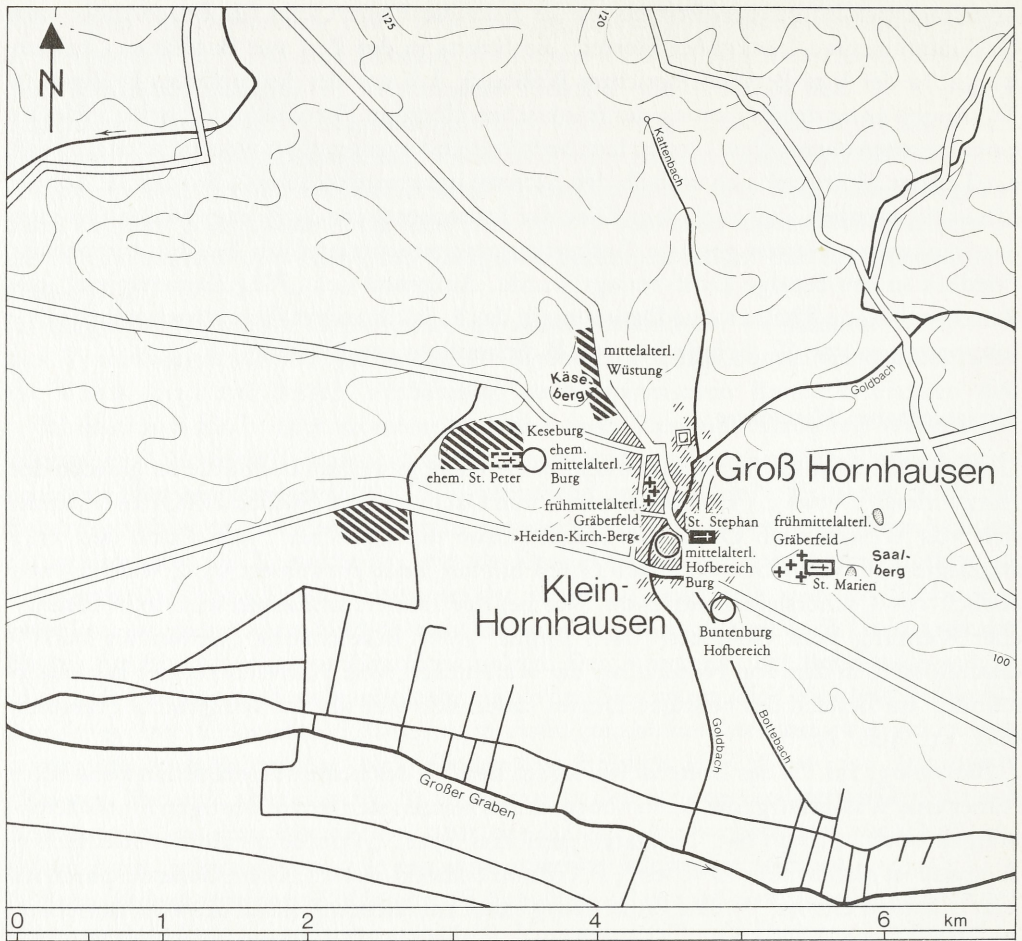 125
120
N
Kattenbach
mittelalterl.
Wüstung
Käse-
berg
Goldbach
Keseburg
ehem.
mittelalterl.
Burg
ehem. St. Peter
Groß Hornhausen
frühmittelalterl.
Gräberfeld
»Heiden-Kirch-Berg«
St. Stephan
mittelalterl.
Hofbereich
Burg
frühmittelalterl.
Gräberfeld
Saal-
berg
St. Marien
Klein-
Hornhausen
Buntenburg
Hofbereich
100
Goldbach
Bottebach
Großer Graben
0 2 4 6 km